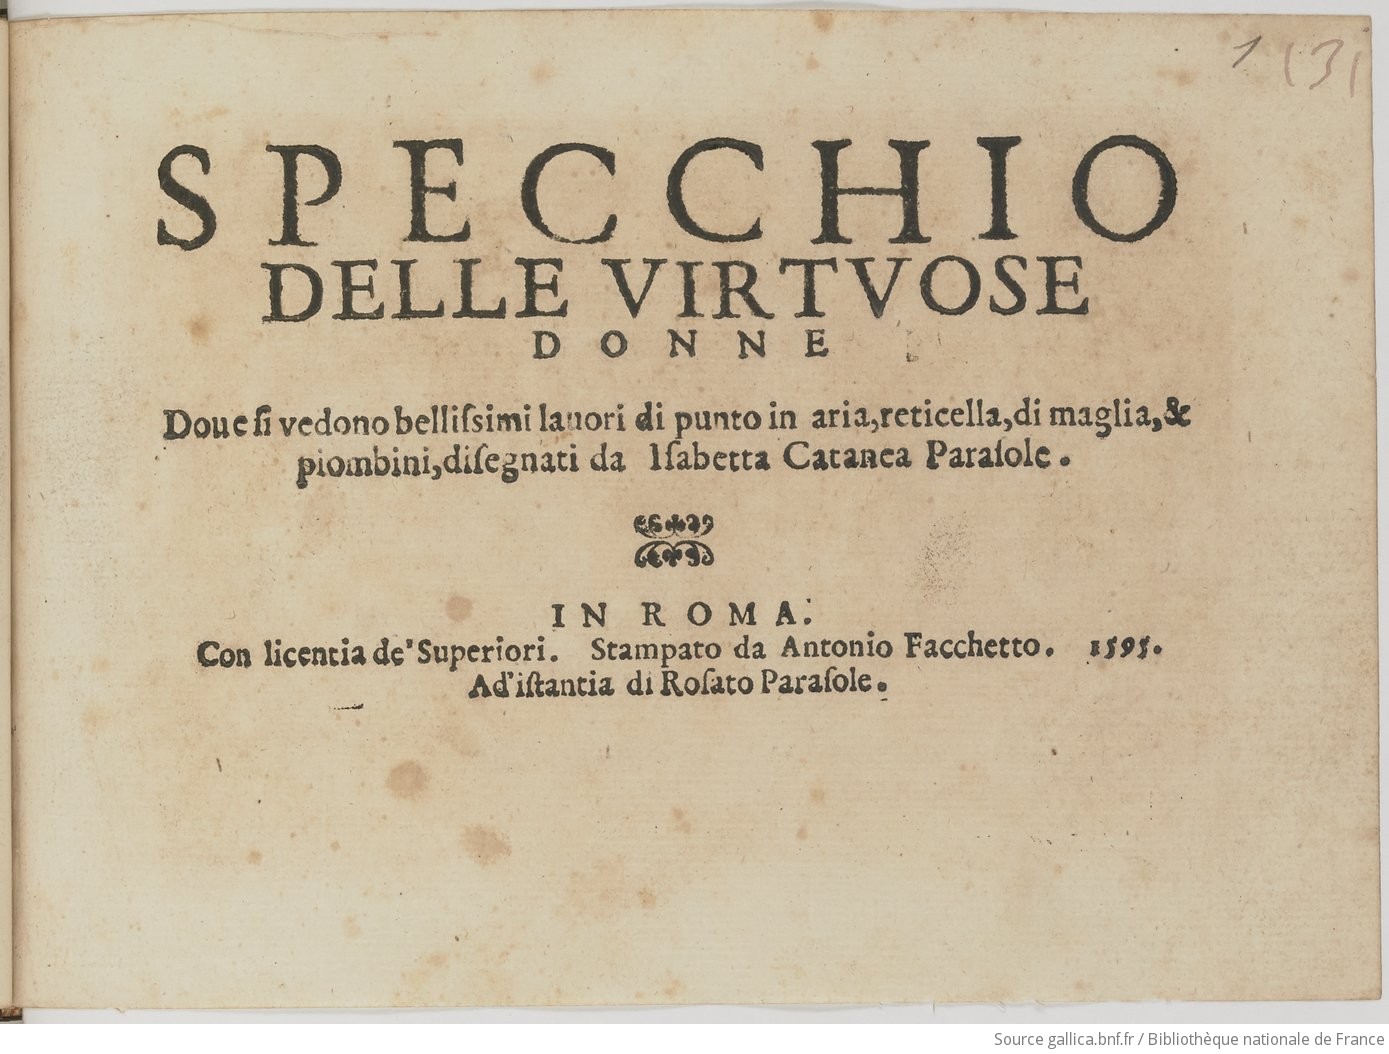 1 (3)
SPECCHIO
DELLE VIRTVOSE
DONNE
Doue ſi vedono belliſsimi lauori di punto in aria, reticella, di maglia, &
piombini, diſegnati da Iſabetta Catanea Paraſole.
IN ROMA.
Con licentia de' Superiori. Stampato da Antonio Facchetto. 1595.
Ad'iſtantia di Roſato Paraſole.
Source gallica.bnf.fr / Bibliothèque nationale de France